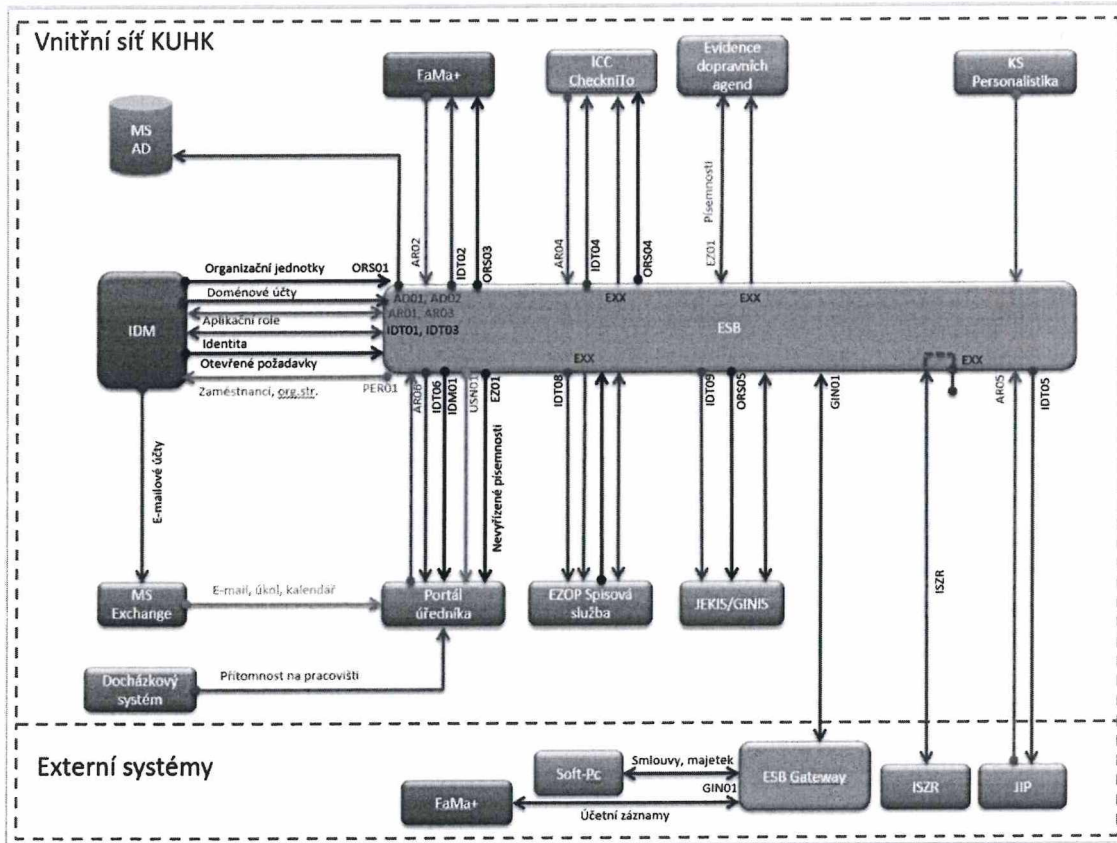 Vnitřní síť KUHK
FaMa+
ICC
CheckniTo
Evidence
dopravních
agend
KS
Personalistika
MS
AD
AR02
IDT02
ORS03
AR04
IDT04
ORS04
EZ01
Písemnosti
IDM
Organizační jednotky
ORS01
Doménové účty
AD01, AD02
AR01, AR03
Aplikační role
IDT01, IDT03
Identita
Otevřené požadavky
Zaměstnanci, org.str.
PER01
EXX
EXX
ESB
EXX
EXX
AR06
IDT06
IDM01
USN01
EZ01
Nevyřízené písemnosti
IDT08
IDT09
ORS05
GIN01
ISZR
AR05
IDT05
E-mailové účty
MS
Exchange
E-mail, úkol, kalendář
Portál
úředníka
EZOP Spisová
služba
JEKIS/GINIS
Docházkový
systém
Přítomnost na pracovišti
Externí systémy
Soft-Pc
Smlouvy, majetek
GIN01
FaMa+
Účetní záznamy
ESB Gateway
ISZR
JIP